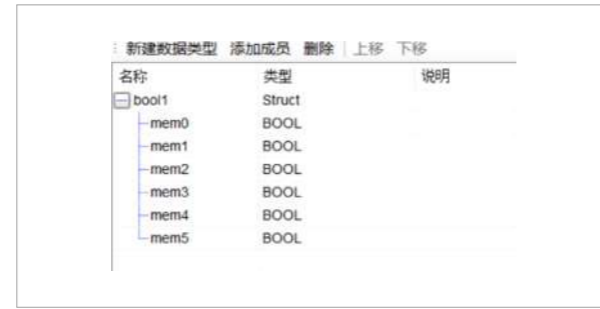 新建数据类型 添加成员 删除 上移 下移
名称 类型 说明
bool1 Struct
mem0 BOOL
mem1 BOOL
mem2 BOOL
mem3 BOOL
mem4 BOOL
mem5 BOOL